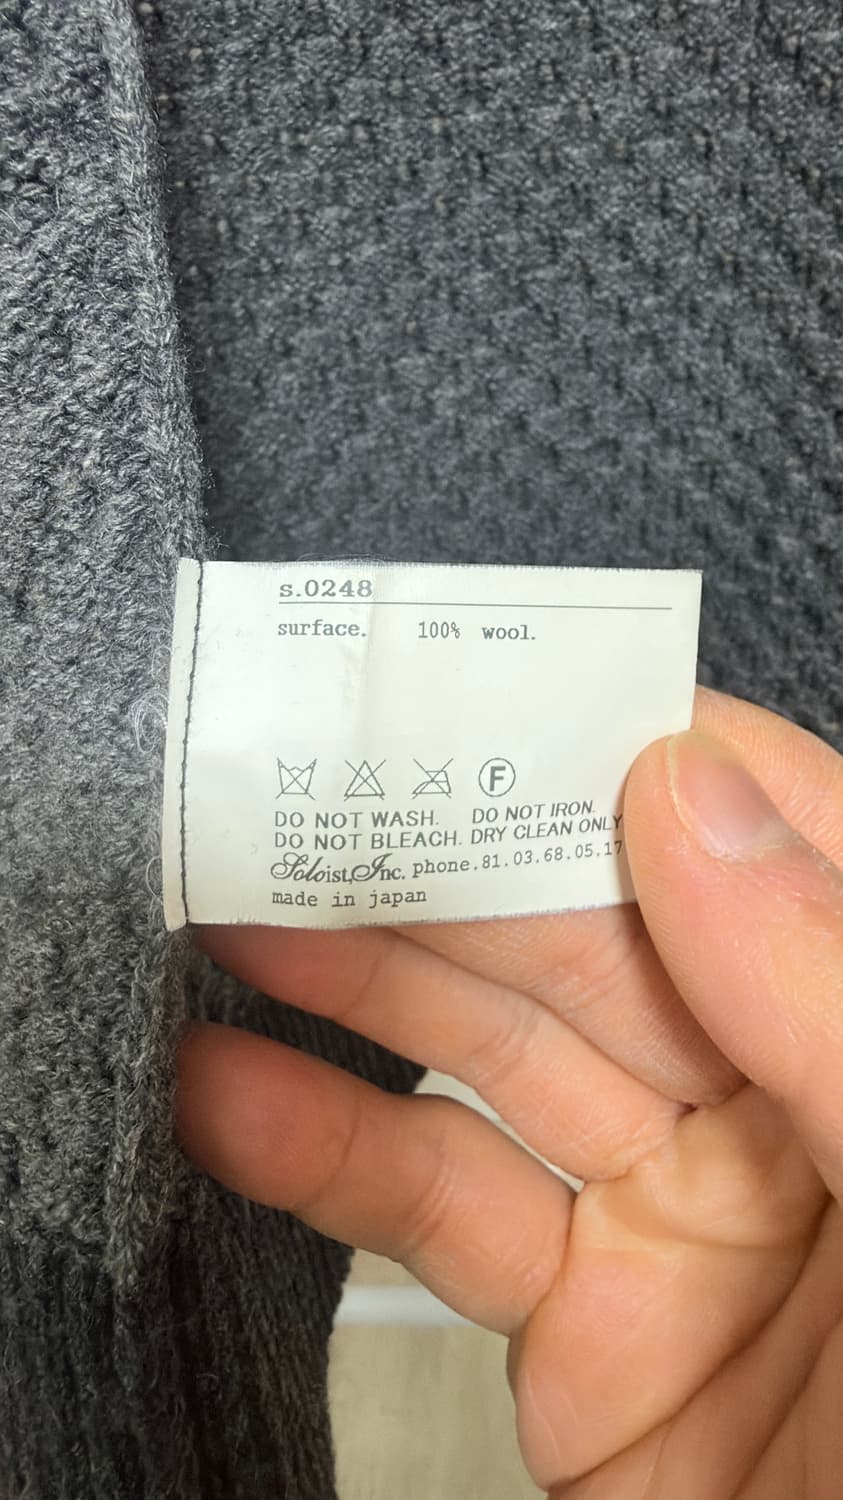 s.0248
surface. 100% wool.
F
DO NOT WASH. DO NOT IRON.
DO NOT BLEACH. DRY CLEAN ONLY
Soloist,Inc. phone.81.03.68.05.17
made in japan